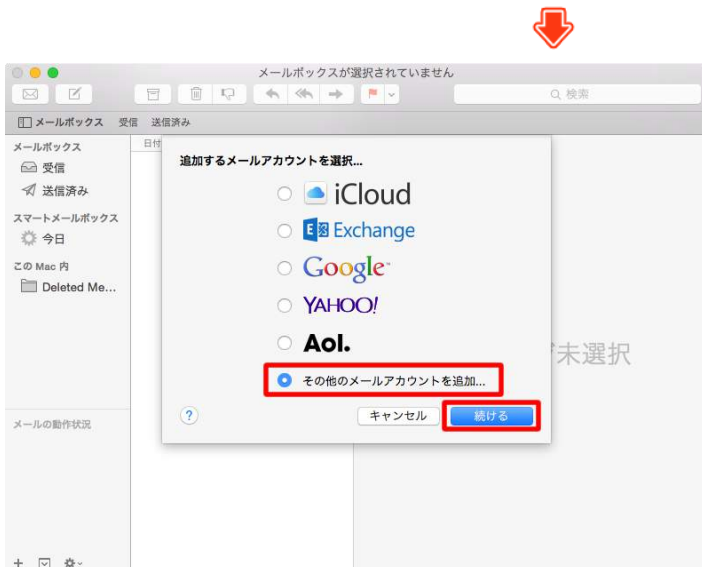 メールボックスが選択されていません
検索
メールボックス 受信 送信済み
メールボックス
受信
送信済み
スマートメールボックス
今日
この Mac 内
Deleted Me...
メールの動作状況
日付
追加するメールアカウントを選択...
iCloud
E Exchange
Google
YAHOO!
Aol.
その他のメールアカウントを追加...
? キャンセル 続ける
未選択